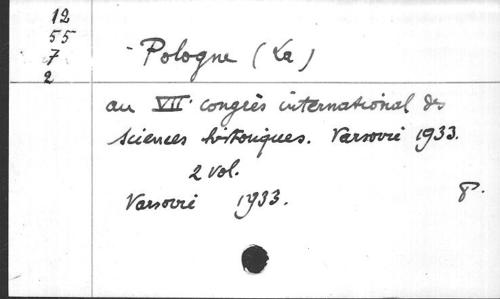 12
55
7
2
- Pologne (La)
au VII. congrès international des
sciences historiques. Varsovie 1933.
2 vol.
Varsovie 1933.
8°.